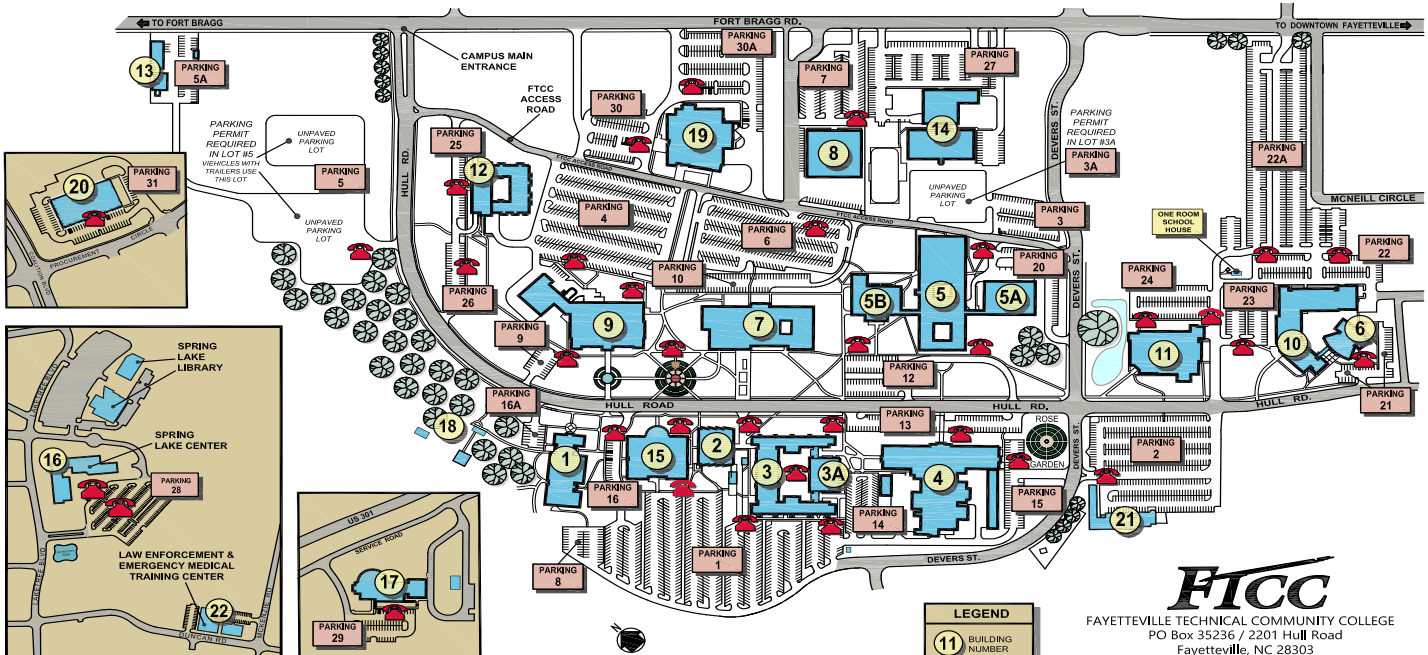 TO FORT BRAGG
FORT BRAGG RD.
TO DOWNTOWN FAYETTEVILLE
13
PARKING
5A
CAMPUS MAIN
ENTRANCE
PARKING
30A
PARKING
7
PARKING
27
FTCC
ACCESS
ROAD
PARKING
30
PARKING
PERMIT
REQUIRED
IN LOT #5
VEHICLES WITH
TRAILERS USE
THIS LOT
UNPAVED
PARKING
LOT
PARKING
5
UNPAVED
PARKING
LOT
HULL RD.
PARKING
25
12
FTCC ACCESS ROAD
19
8
14
DEVERS ST.
PARKING
PERMIT
REQUIRED
IN LOT #3A
PARKING
3A
UNPAVED
PARKING
LOT
PARKING
3
PARKING
22A
MCNEILL CIRCLE
ONE ROOM
SCHOOL
HOUSE
20
PARKING
31
PROCUREMENT
CIRCLE
PARKING
4
PARKING
6
FTCC ACCESS ROAD
PARKING
10
PARKING
26
PARKING
9
9
7
5B
5
5A
PARKING
20
DEVERS ST.
PARKING
24
PARKING
23
PARKING
22
11
10
6
PARKING
21
PARKING
12
PARKING
16A
HULL ROAD
HULL RD.
HULL RD.
PARKING
13
18
1
15
2
3
3A
4
ROSE
GARDEN
DEVERS ST.
PARKING
2
PARKING
16
PARKING
14
PARKING
15
21
PARKING
8
PARKING
1
DEVERS ST.
SPRING
LAKE
LIBRARY
SPRING
LAKE CENTER
16
PARKING
28
LAW ENFORCEMENT &
EMERGENCY MEDICAL
TRAINING CENTER
22
DUNCAN RD
US 301
SERVICE ROAD
17
PARKING
29
LEGEND
11
BUILDING
NUMBER
FTCC
FAYETTEVILLE TECHNICAL COMMUNITY COLLEGE
PO Box 35236 / 2201 Hull Road
Fayetteville, NC 28303